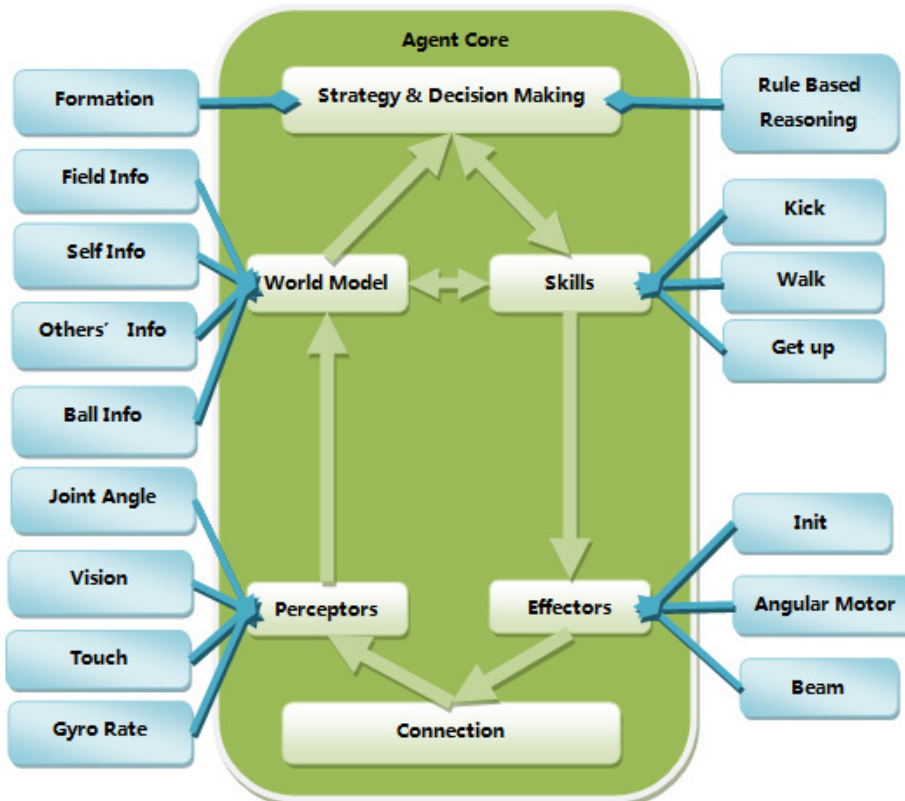 Agent Core
Formation
Strategy & Decision Making
Rule Based
Reasoning
Field Info
Self Info
Others' Info
Ball Info
World Model
Skills
Kick
Walk
Get up
Joint Angle
Vision
Touch
Gyro Rate
Perceptors
Effectors
Init
Angular Motor
Beam
Connection